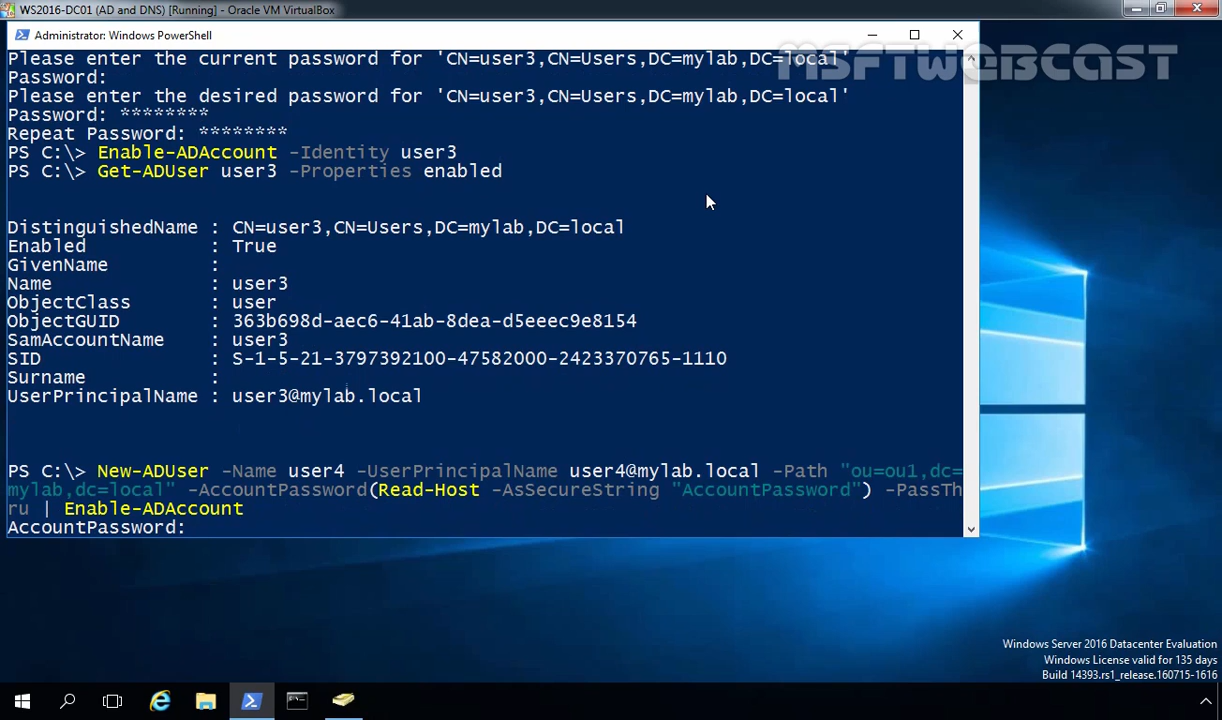 WS2016-DC01 (AD and DNS) [Running] - Oracle VM VirtualBox
Administrator: Windows PowerShell
MSFTWEBCAST
Please enter the current password for 'CN=user3,CN=Users,DC=mylab,DC=local'
Password:
Please enter the desired password for 'CN=user3,CN=Users,DC=mylab,DC=local'
Password: ********
Repeat Password: ********
PS C:\> Enable-ADAccount -Identity user3
PS C:\> Get-ADUser user3 -Properties enabled
DistinguishedName : CN=user3,CN=Users,DC=mylab,DC=local
Enabled : True
GivenName :
Name : user3
ObjectClass : user
ObjectGUID : 363b698d-aec6-41ab-8dea-d5eeec9e8154
SamAccountName : user3
SID : S-1-5-21-3797392100-47582000-2423370765-1110
Surname :
UserPrincipalName : user3@mylab.local
PS C:\> New-ADUser -Name user4 -UserPrincipalName user4@mylab.local -Path "ou=ou1,dc=
mylab,dc=local" -AccountPassword(Read-Host -AsSecureString "AccountPassword") -PassTh
ru | Enable-ADAccount
AccountPassword:
Windows Server 2016 Datacenter Evaluation
Windows License valid for 135 days
Build 14393.rs1_release.160715-1616